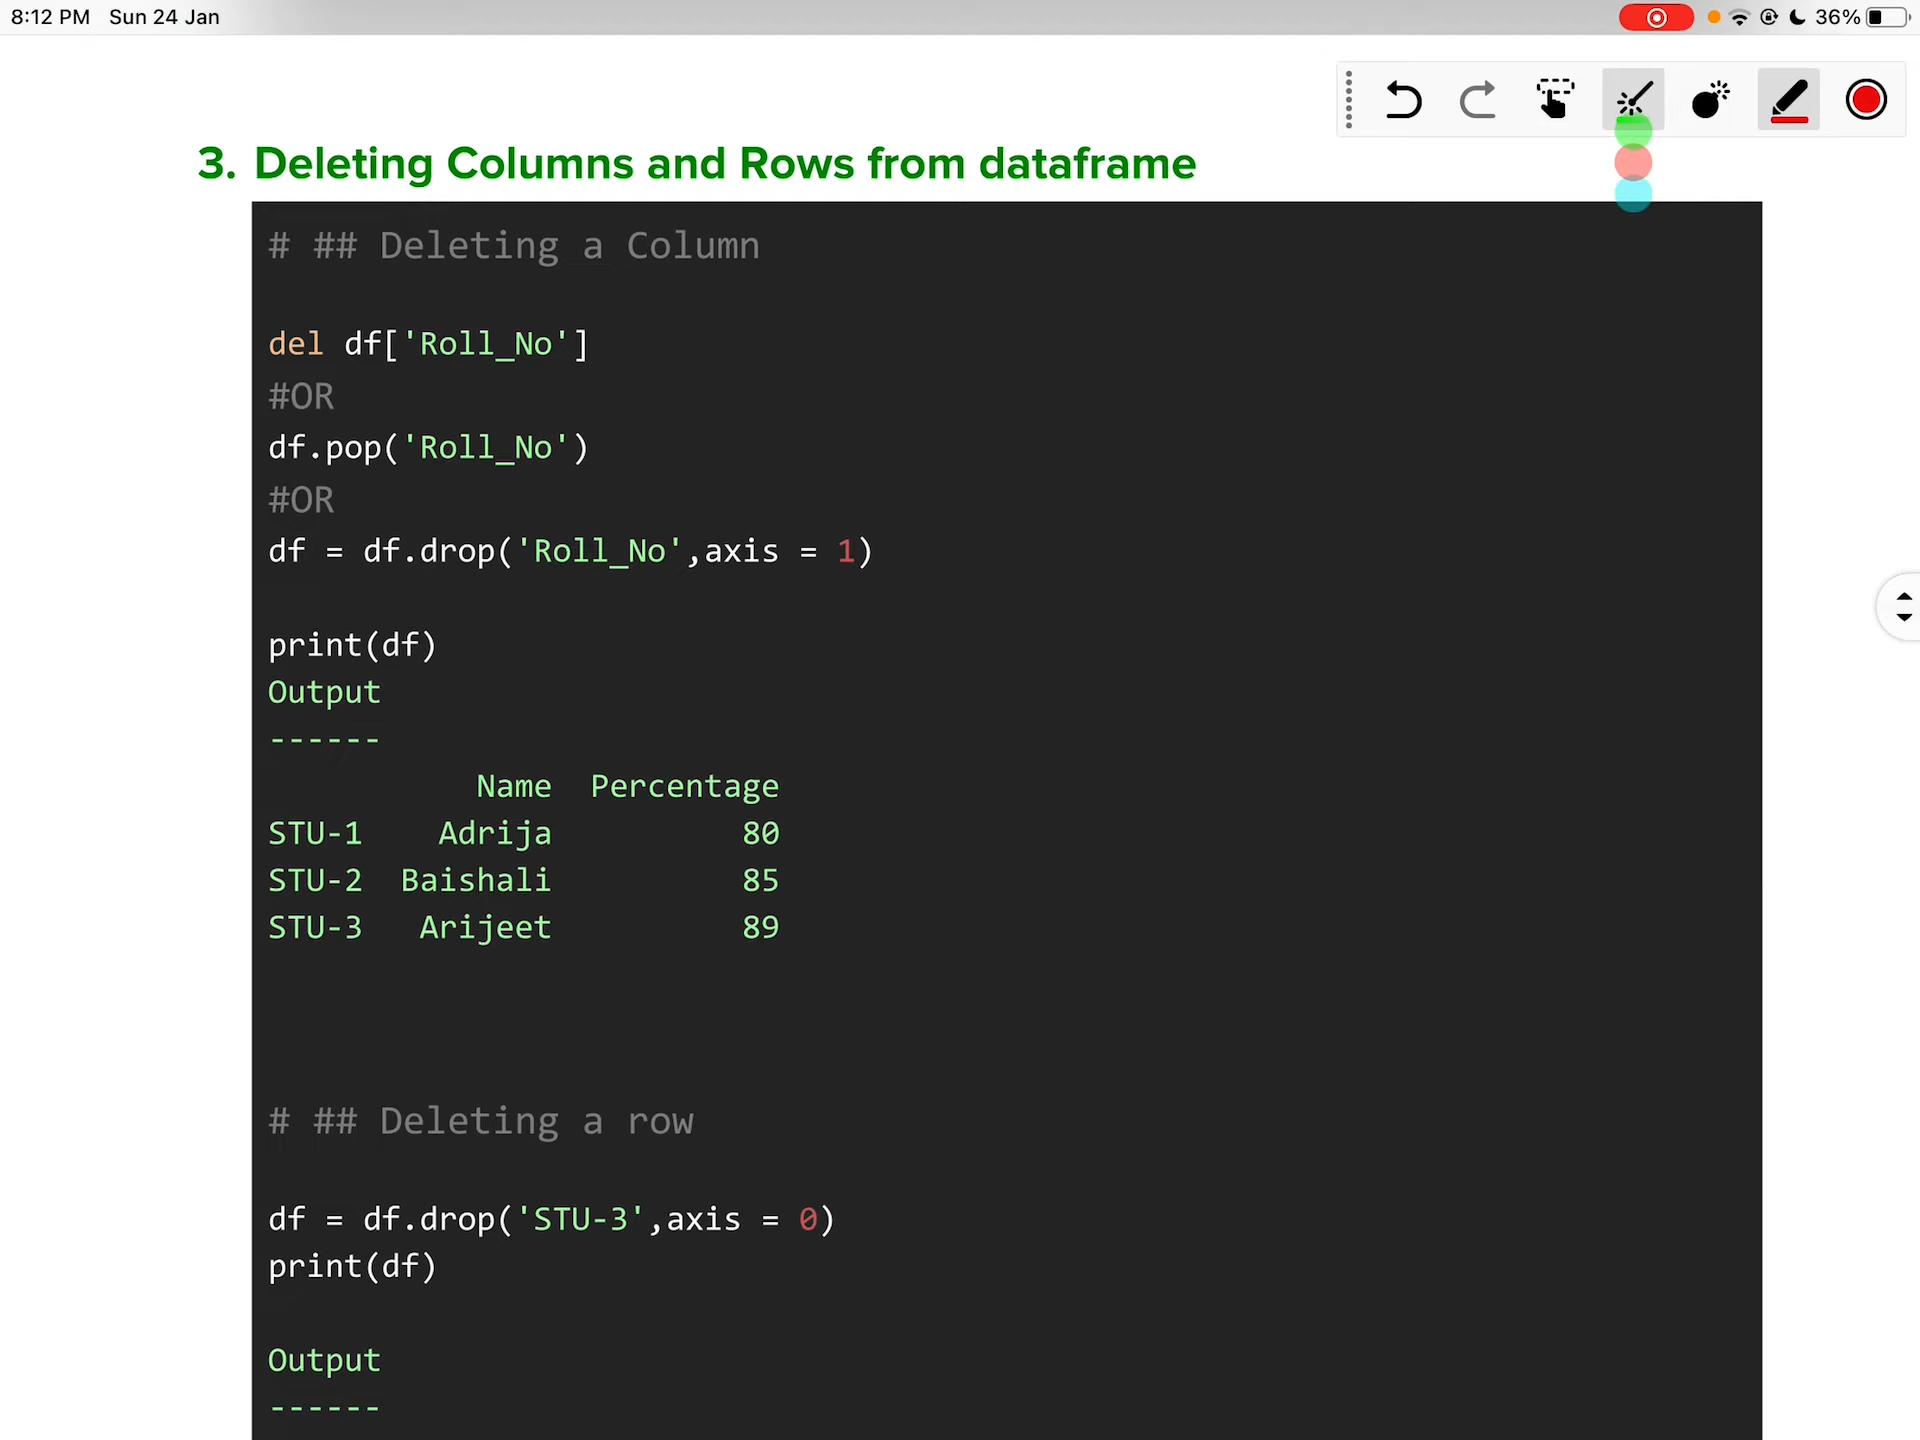 8:12 PM Sun 24 Jan
36%
3. Deleting Columns and Rows from dataframe
# ## Deleting a Column
del df['Roll_No']
#OR
df.pop('Roll_No')
#OR
df = df.drop('Roll_No',axis = 1)
print(df)
Output
------
Name Percentage
STU-1 Adrija 80
STU-2 Baishali 85
STU-3 Arijeet 89
# ## Deleting a row
df = df.drop('STU-3',axis = 0)
print(df)
Output
------